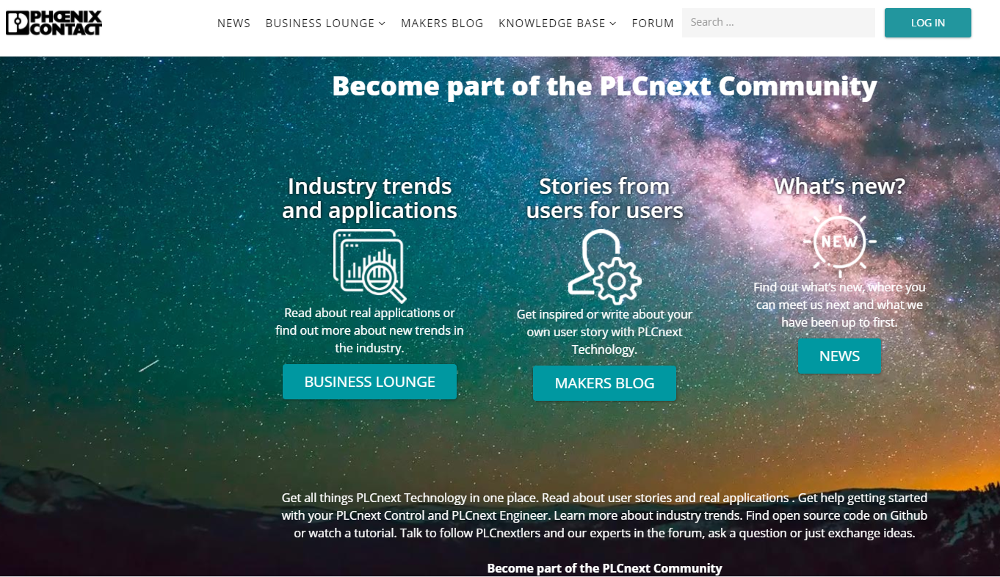 PHŒNIX
CONTACT
NEWS
BUSINESS LOUNGE
MAKERS BLOG
KNOWLEDGE BASE
FORUM
Search ...
LOG IN
Become part of the PLCnext Community
Industry trends
and applications
Read about real applications or
find out more about new trends in
the industry.
BUSINESS LOUNGE
Stories from
users for users
Get inspired or write about your
own user story with PLCnext
Technology.
MAKERS BLOG
What's new?
NEW
Find out what's new, where you
can meet us next and what we
have been up to first.
NEWS
Get all things PLCnext Technology in one place. Read about user stories and real applications . Get help getting started
with your PLCnext Control and PLCnext Engineer. Learn more about industry trends. Find open source code on Github
or watch a tutorial. Talk to follow PLCnextlers and our experts in the forum, ask a question or just exchange ideas.
Become part of the PLCnext Community